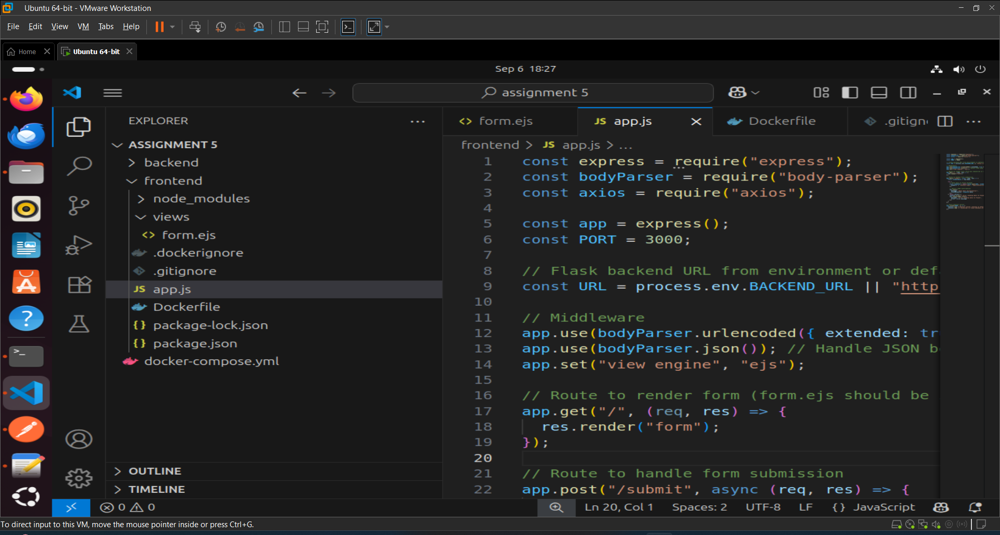 Ubuntu 64-bit - VMware Workstation
File Edit View VM Tabs Help
Home Ubuntu 64-bit
Sep 6 18:27
assignment 5
EXPLORER
form.ejs
JS app.js
Dockerfile
ASSIGNMENT 5
frontend > JS app.js > ...
backend
frontend
node_modules
views
form.ejs
.dockerignore
.gitignore
JS app.js
Dockerfile
{} package-lock.json
{} package.json
docker-compose.yml
OUTLINE
TIMELINE
1 const express = require("express");
2 const bodyParser = require("body-parser");
3 const axios = require("axios");
4
5 const app = express();
6 const PORT = 3000;
7
8 // Flask backend URL from environment or def
9 const URL = process.env.BACKEND_URL || "http
10
11 // Middleware
12 app.use(bodyParser.urlencoded({ extended: tr
13 app.use(bodyParser.json()); // Handle JSON b
14 app.set("view engine", "ejs");
15
16 // Route to render form (form.ejs should be
17 app.get("/", (req, res) => {
18 res.render("form");
19 });
20
21 // Route to handle form submission
22 app.post("/submit", async (req, res) => {
0 0 Ln 20, Col 1 Spaces: 2 UTF-8 LF {} JavaScript
To direct input to this VM, move the mouse pointer inside or press Ctrl+G.